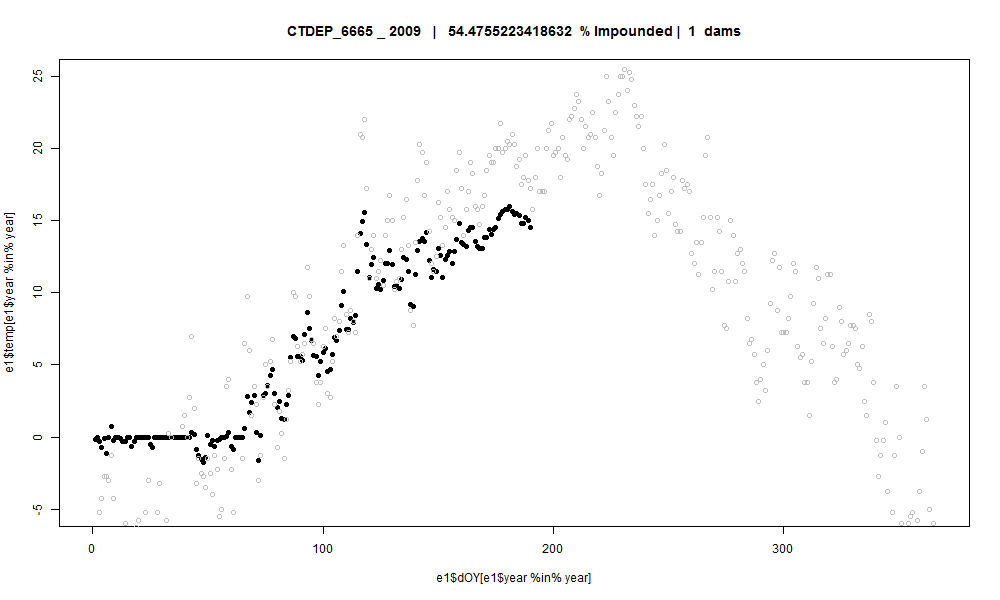 CTDEP_6665 _ 2009 | 54.4755223418632 % Impounded | 1 dams
e1$temp[e1$year %in% year]
25
20
15
10
5
0
-5
0 100 200 300
e1$dOY[e1$year %in% year]